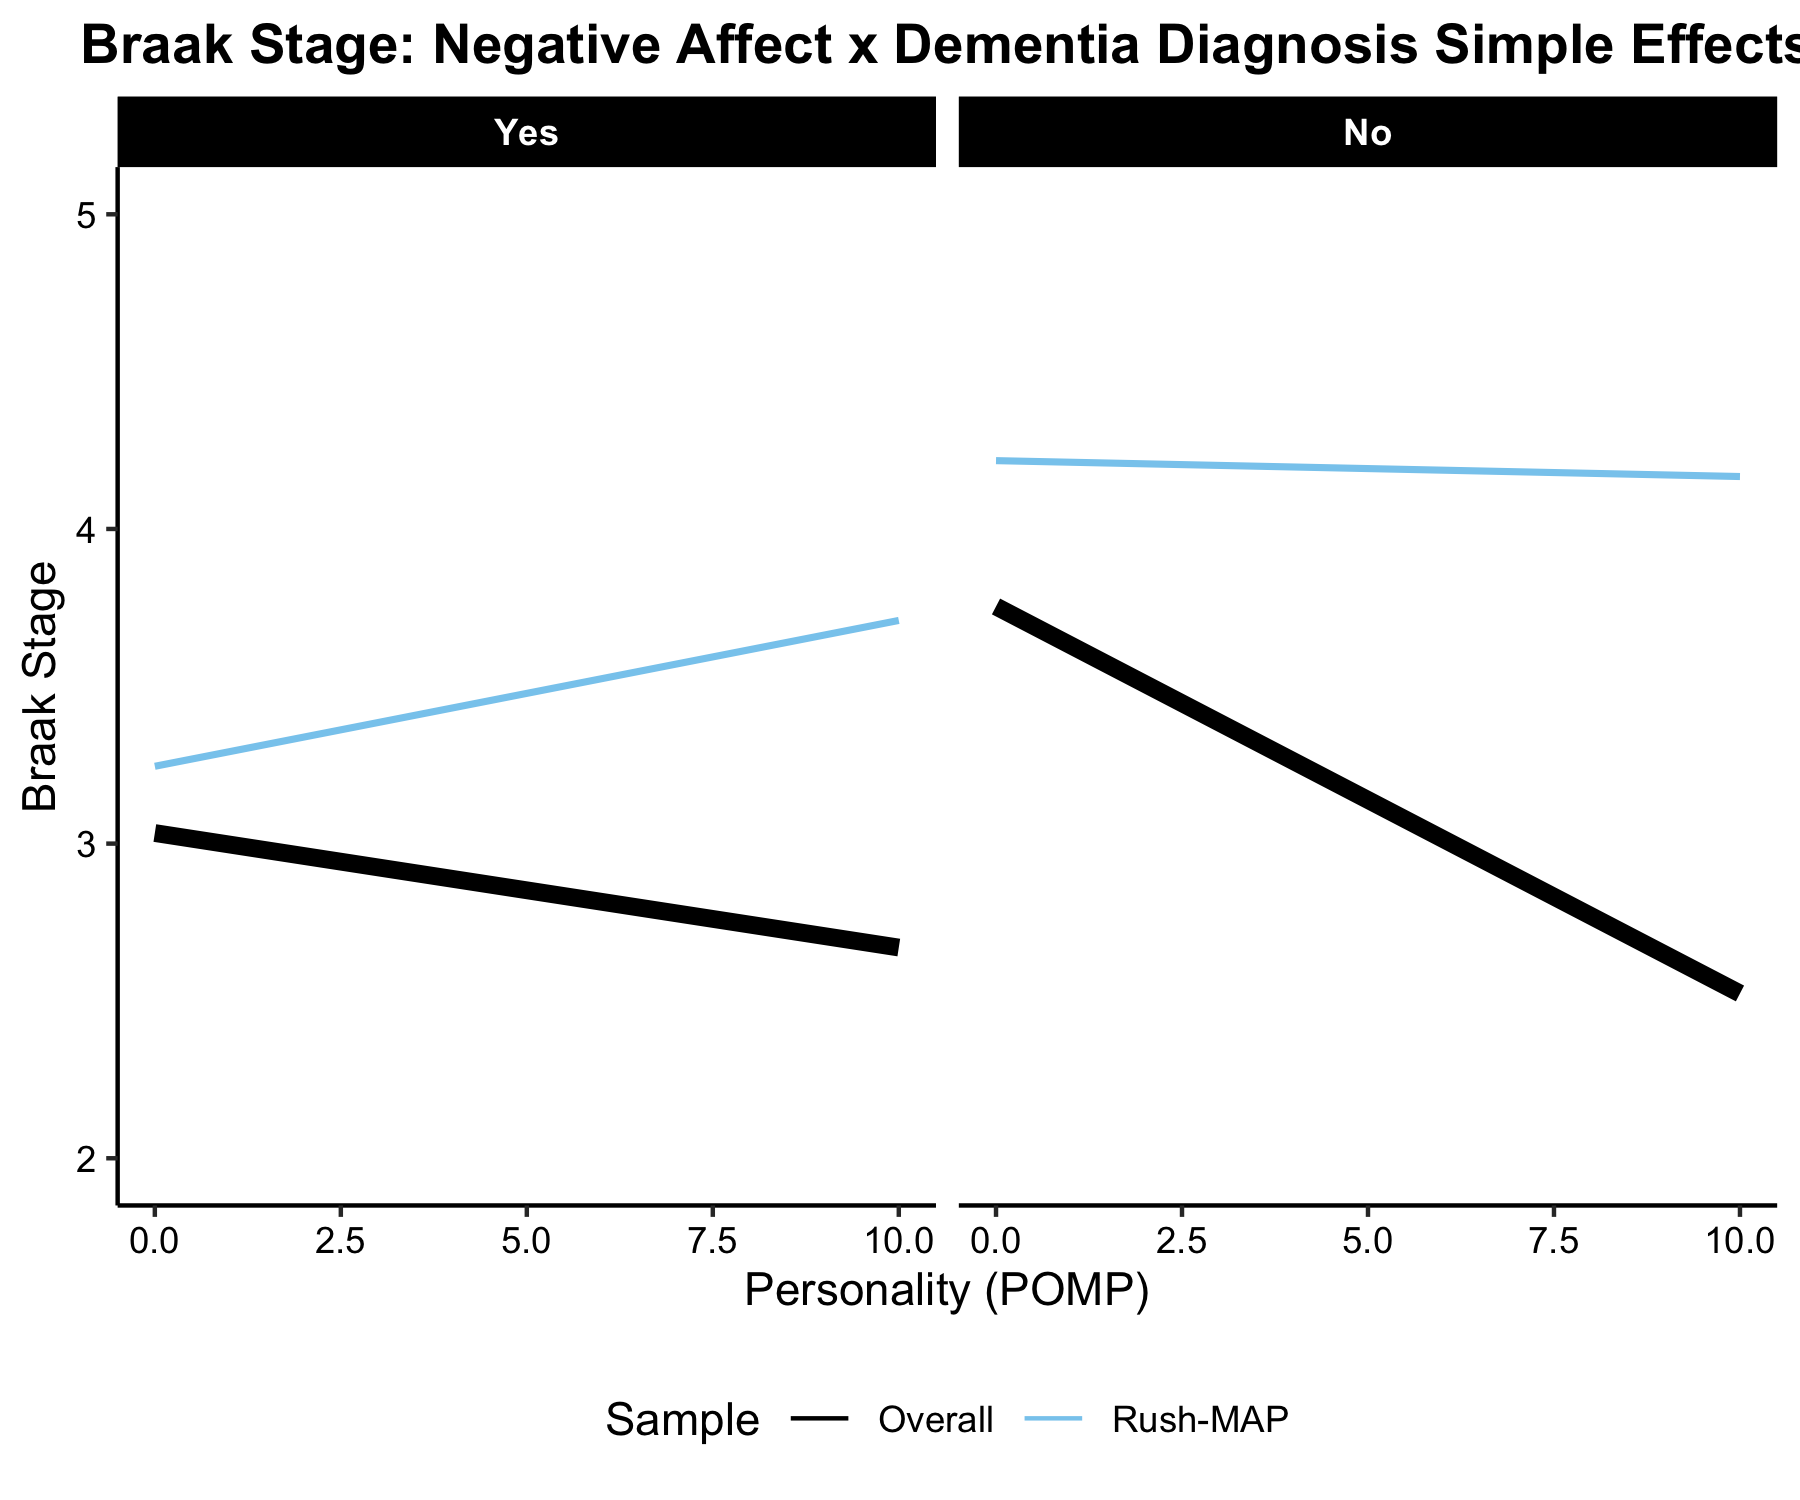 Braak Stage: Negative Affect x Dementia Diagnosis Simple Effects
Yes
No
Braak Stage
5
4
3
2
0.0 2.5 5.0 7.5 10.0 0.0 2.5 5.0 7.5 10.0
Personality (POMP)
Sample Overall Rush-MAP